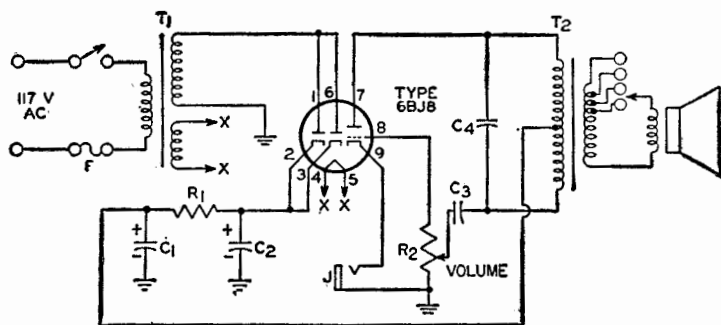 T1
T2
117 V
AC
F
X
X
1
6
7
TYPE
6BJ8
8
9
2
3
4
5
X
X
C4
C3
R1
R2
VOLUME
+
-
C1
+
-
C2
J